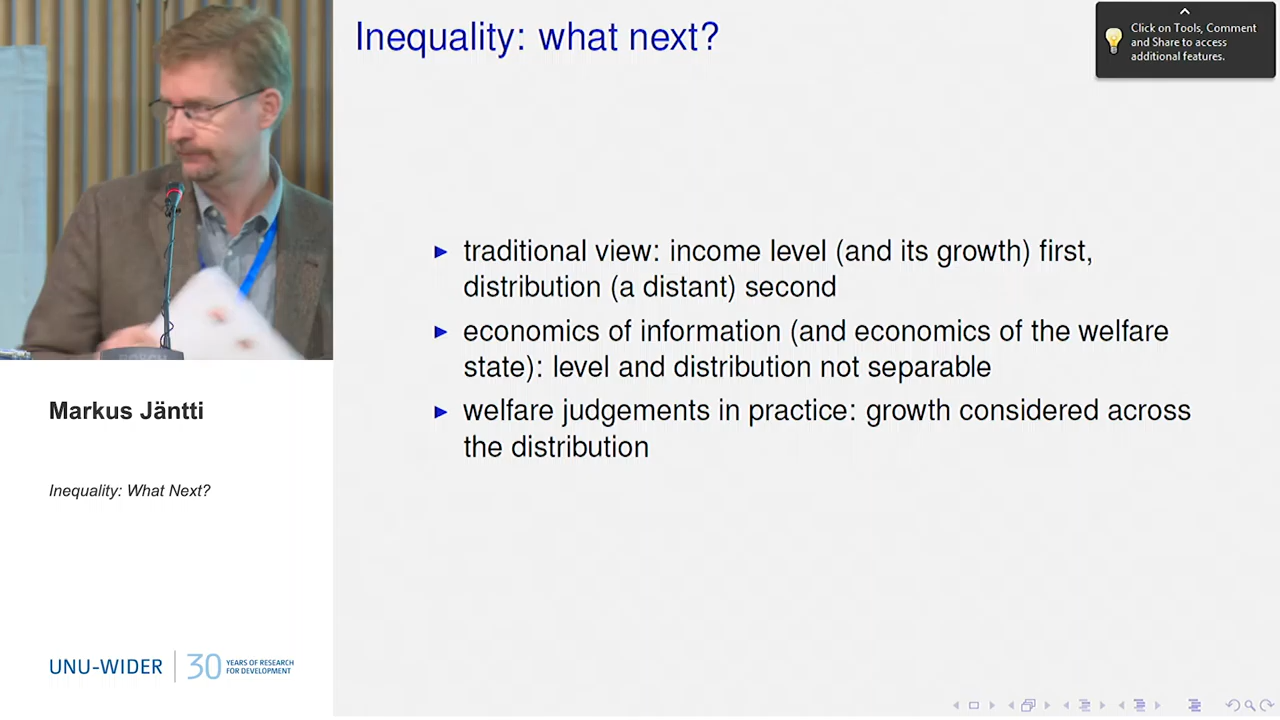 Inequality: what next?
Click on Tools, Comment
and Share to access
additional features.
traditional view: income level (and its growth) first,
distribution (a distant) second
economics of information (and economics of the welfare
state): level and distribution not separable
welfare judgements in practice: growth considered across
the distribution
BOSCH
Markus Jäntti
Inequality: What Next?
UNU-WIDER
30 YEARS OF RESEARCH
FOR DEVELOPMENT